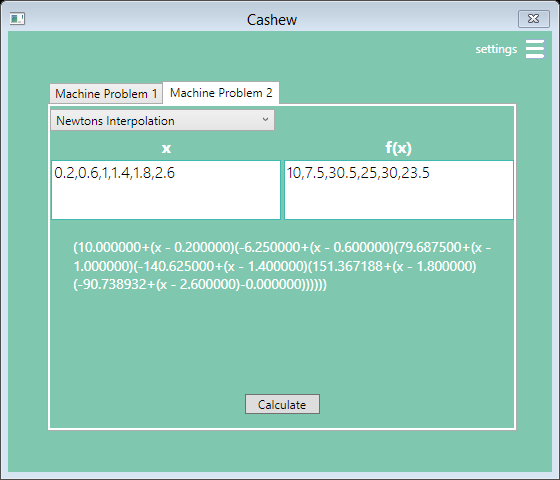 Cashew
settings
Machine Problem 1 Machine Problem 2
Newtons Interpolation
x f(x)
0.2,0.6,1,1.4,1.8,2.6 10,7.5,30.5,25,30,23.5
(10.000000+(x - 0.200000)(-6.250000+(x - 0.600000)(79.687500+(x -
1.000000)(-140.625000+(x - 1.400000)(151.367188+(x - 1.800000)
(-90.738932+(x - 2.600000)-0.000000))))))
Calculate